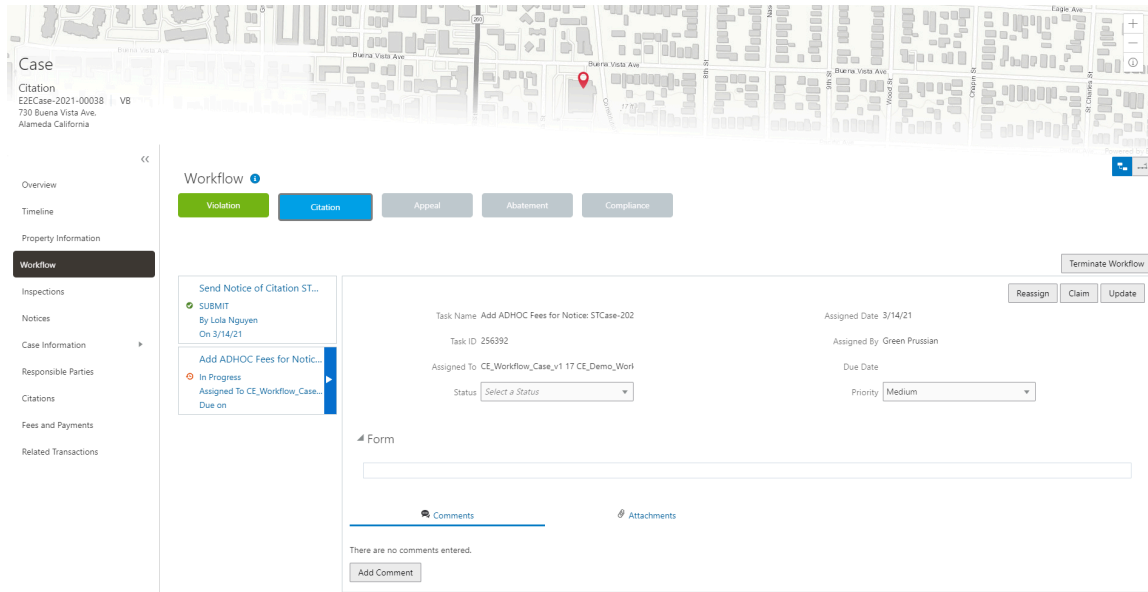 Eagle Ave
260
Buena Vista Ave
Buena Vista Ave
Buena Vista Ave
Buena Vista Ave
8th St
9th St
Wood St
Chapin St
St Charles St
Case
Citation
E2ECase-2021-00038 | VB
730 Buena Vista Ave,
Alameda California
Overview
Timeline
Property Information
Workflow
Inspections
Notices
Case Information
Responsible Parties
Citations
Fees and Payments
Related Transactions
Workflow
Violation
Citation
Appeal
Abatement
Compliance
Terminate Workflow
Send Notice of Citation ST...
SUBMIT
By Lola Nguyen
On 3/14/21
Add ADHOC Fees for Notic...
In Progress
Assigned To CE_Workflow_Case...
Due on
Reassign
Claim
Update
Task Name Add ADHOC Fees for Notice: STCase-202
Assigned Date 3/14/21
Task ID 256392
Assigned By Green Prussian
Assigned To CE_Workflow_Case_v1 17 CE_Demo_Work
Due Date
Status Select a Status
Priority Medium
Form
Comments
Attachments
There are no comments entered.
Add Comment